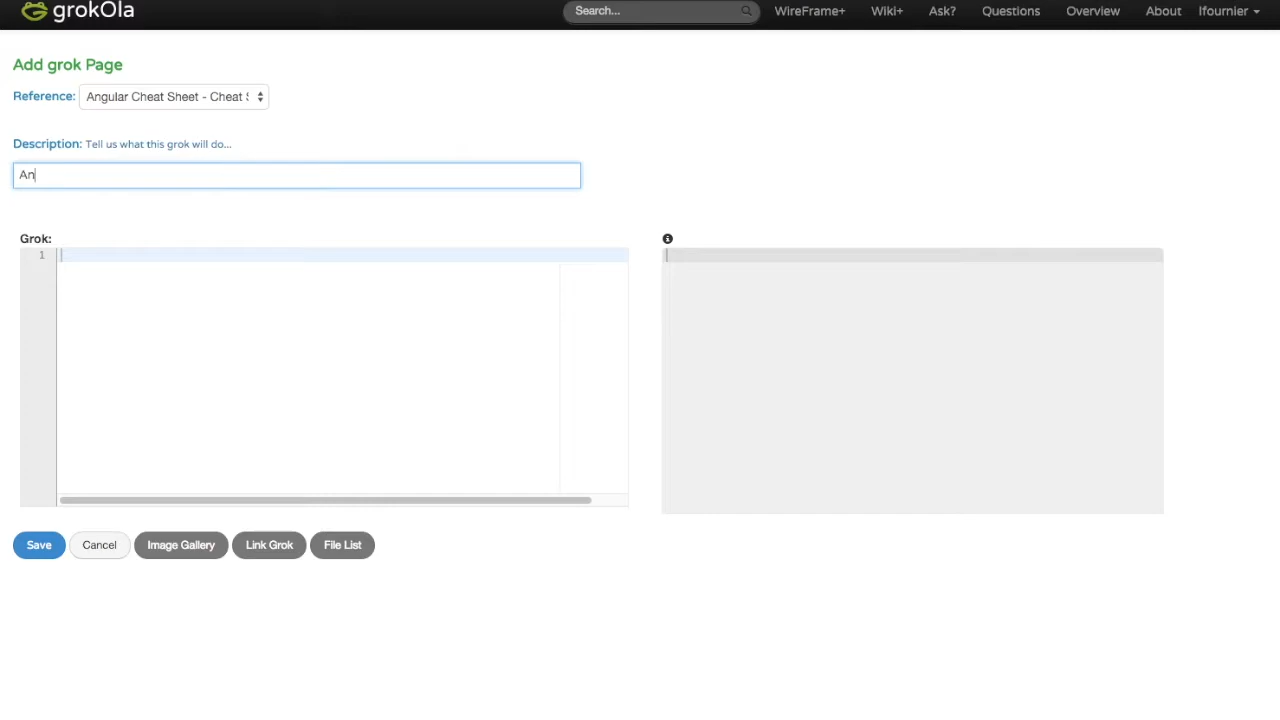 grokOla Search... WireFrame+ Wiki+ Ask? Questions Overview About lfournier
Add grok Page
Reference: Angular Cheat Sheet - Cheat
Description: Tell us what this grok will do...
An
Grok:
1
Save Cancel Image Gallery Link Grok File List